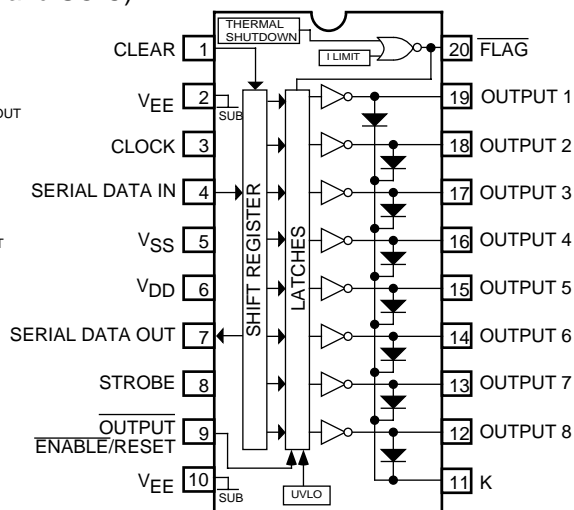 THERMAL
SHUTDOWN
I LIMIT
CLEAR 1
20 FLAG
VEE 2
SUB
19 OUTPUT 1
OUT
CLOCK 3
18 OUTPUT 2
SERIAL DATA IN 4
17 OUTPUT 3
VSS 5
16 OUTPUT 4
VDD 6
15 OUTPUT 5
SERIAL DATA OUT 7
14 OUTPUT 6
STROBE 8
13 OUTPUT 7
OUTPUT
ENABLE/RESET 9
12 OUTPUT 8
VEE 10
SUB
UVLO
11 K
SHIFT REGISTER
LATCHES